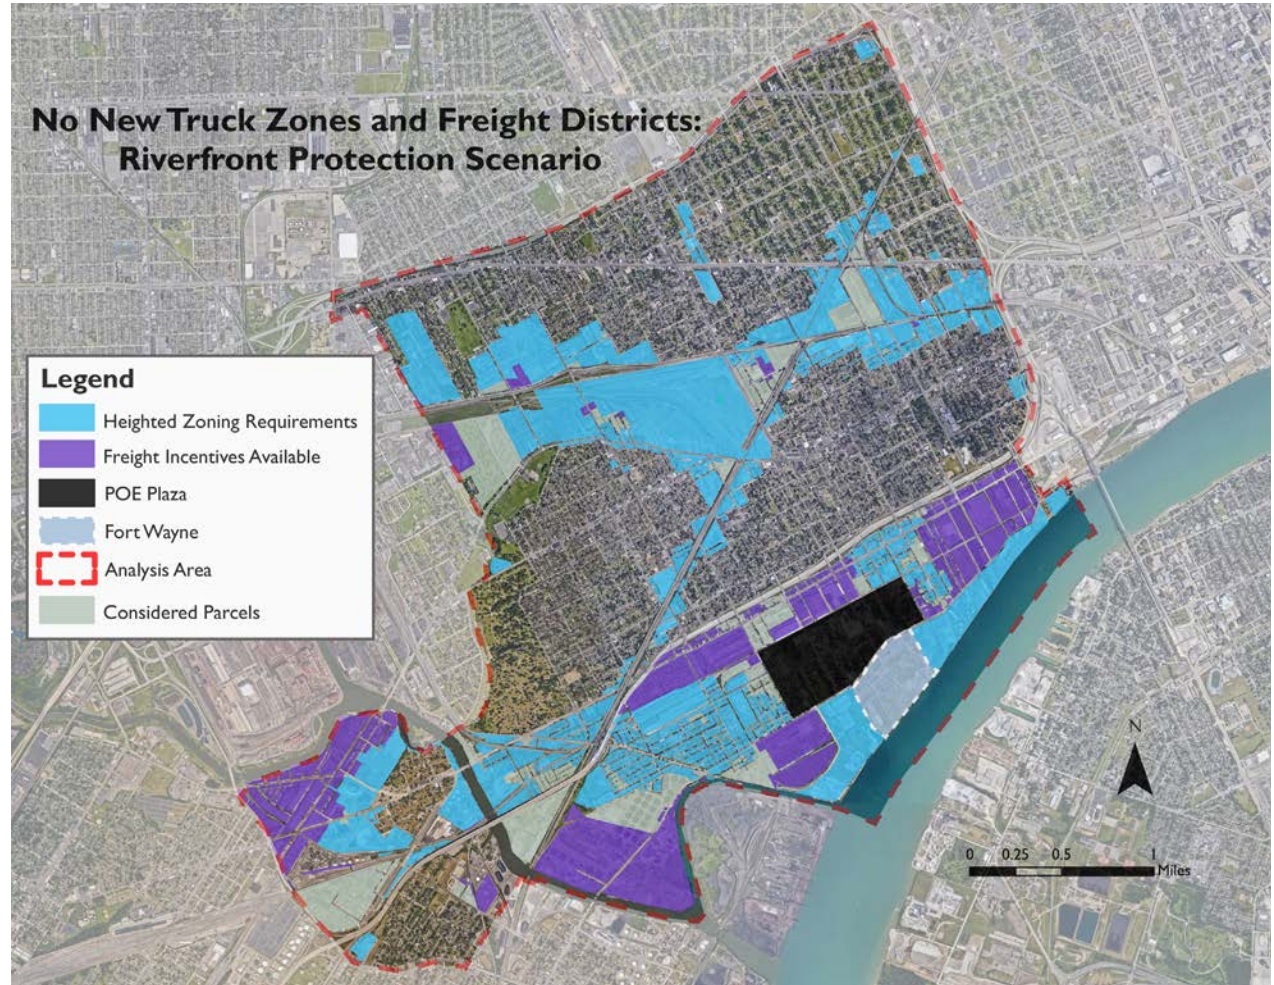 No New Truck Zones and Freight Districts:
Riverfront Protection Scenario
Legend
Heighted Zoning Requirements
Freight Incentives Available
POE Plaza
Fort Wayne
Analysis Area
Considered Parcels
N
0 0.25 0.5 1
Miles